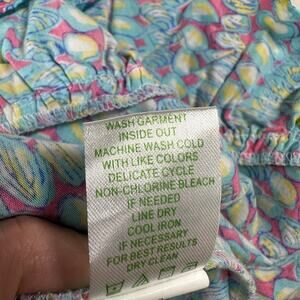 WASH GARMENT
INSIDE OUT
MACHINE WASH COLD
WITH LIKE COLORS
DELICATE CYCLE
NON-CHLORINE BLEACH
IF NEEDED
LINE DRY
COOL IRON
IF NECESSARY
FOR BEST RESULTS
DRY CLEAN